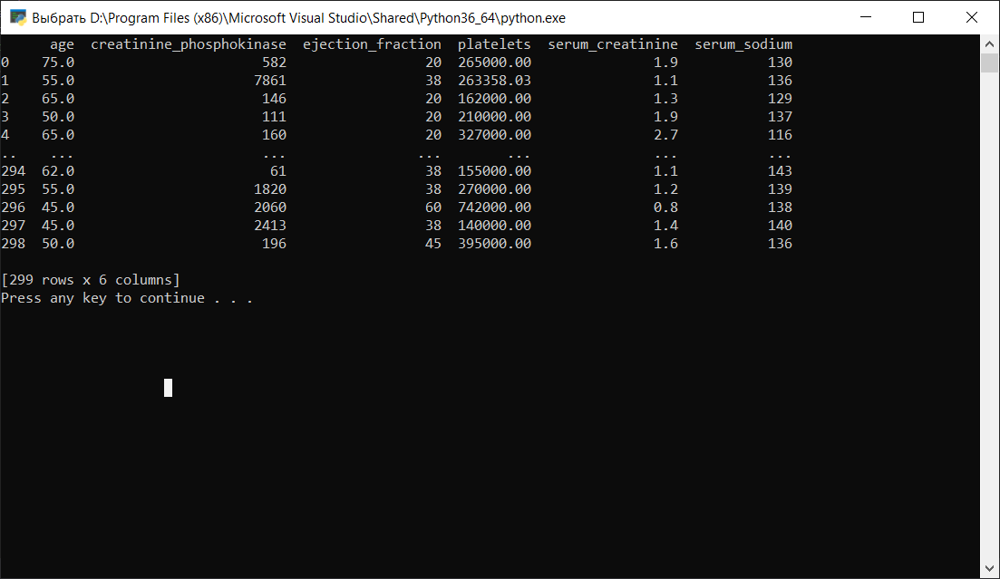 Выбрать D:\Program Files (x86)\Microsoft Visual Studio\Shared\Python36_64\python.exe
      age  creatinine_phosphokinase  ejection_fraction  platelets  serum_creatinine  serum_sodium
0    75.0                       582                 20  265000.00               1.9           130
1    55.0                      7861                 38  263358.03               1.1           136
2    65.0                       146                 20  162000.00               1.3           129
3    50.0                       111                 20  210000.00               1.9           137
4    65.0                       160                 20  327000.00               2.7           116
..    ...                       ...                ...        ...               ...           ...
294  62.0                        61                 38  155000.00               1.1           143
295  55.0                      1820                 38  270000.00               1.2           139
296  45.0                      2060                 60  742000.00               0.8           138
297  45.0                      2413                 38  140000.00               1.4           140
298  50.0                       196                 45  395000.00               1.6           136
[299 rows x 6 columns]
Press any key to continue . . .